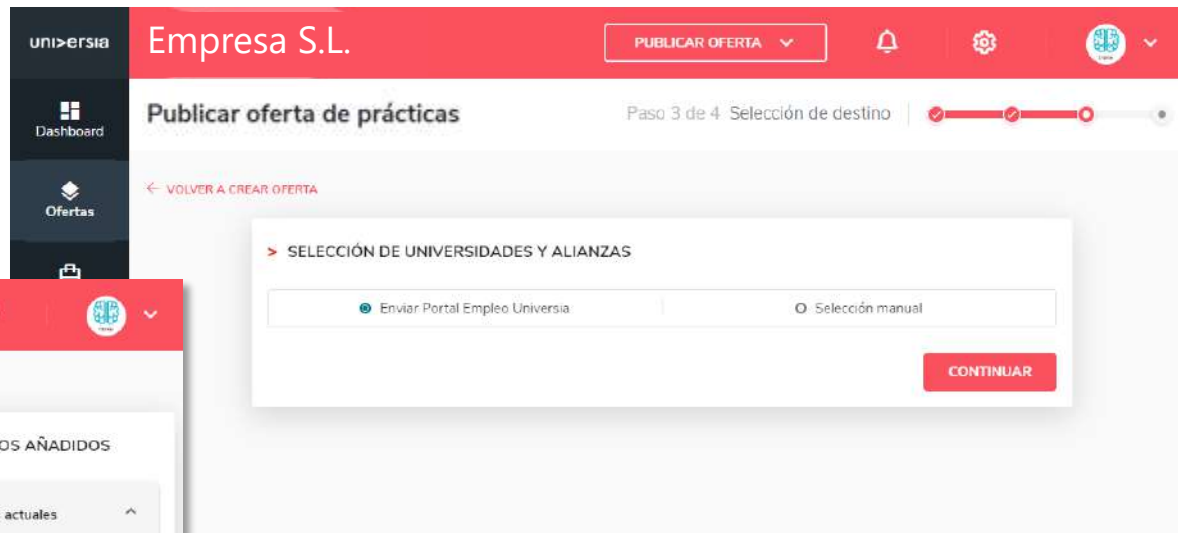 uni>ersia
Empresa S.L.
PUBLICAR OFERTA
Dashboard
Publicar oferta de prácticas
Paso 3 de 4 Selección de destino
Ofertas
← VOLVER A CREAR OFERTA
> SELECCIÓN DE UNIVERSIDADES Y ALIANZAS
Enviar Portal Empleo Universia
Selección manual
CONTINUAR
OS AÑADIDOS
actuales